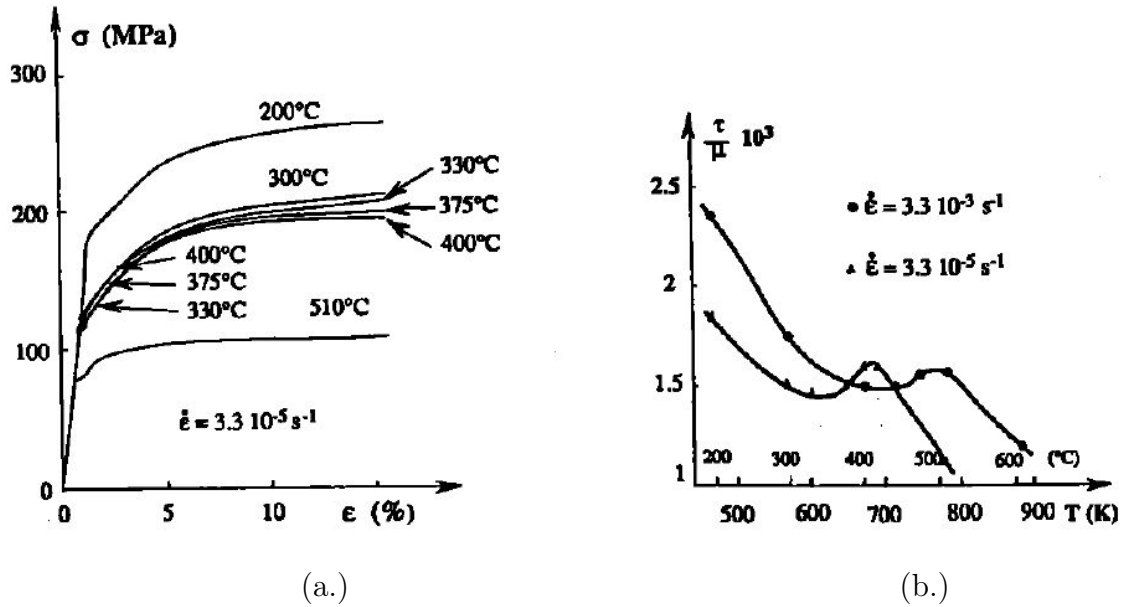 σ (MPa)
300
200
100
0
200°C
300°C
330°C
375°C
400°C
400°C
375°C
330°C
510°C
ε̇ = 3.3 10⁻⁵ s⁻¹
0 5 10 ε (%)
(a.)
τ/μ 10³
2.5
2
1.5
1
ε̇ = 3.3 10⁻³ s⁻¹
ε̇ = 3.3 10⁻⁵ s⁻¹
200 300 400 500 600 (°C)
500 600 700 800 900 T (K)
(b.)